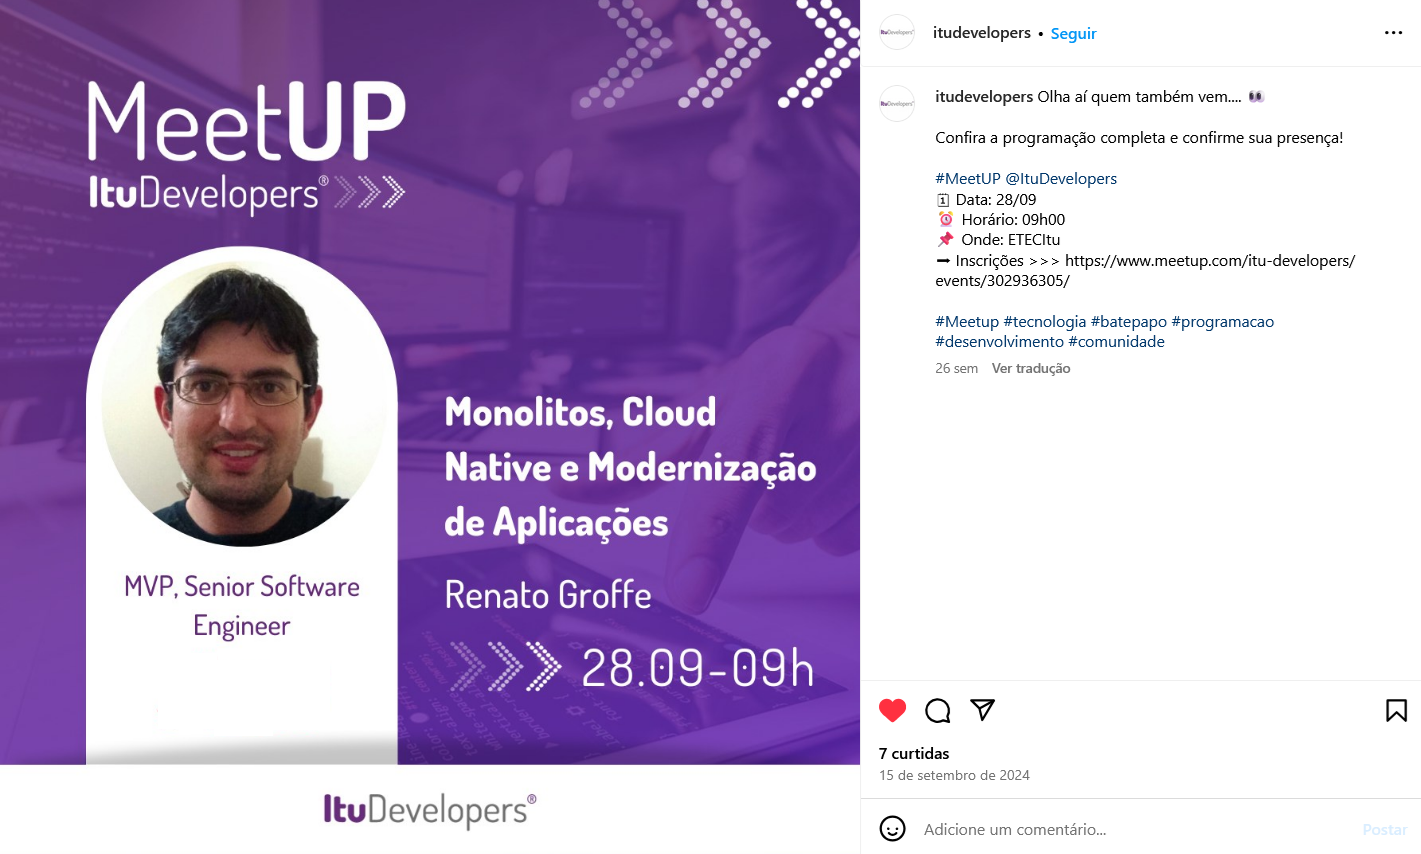 MeetUP
ItuDevelopers®
MVP, Senior Software
Engineer
Monolitos, Cloud
Native e Modernização
de Aplicações
Renato Groffe
28.09-09h
ItuDevelopers®
itudevelopers • Seguir
itudevelopers Olha aí quem também vem.... 👀
Confira a programação completa e confirme sua presença!
#MeetUP @ItuDevelopers
🗓 Data: 28/09
⏰ Horário: 09h00
📌 Onde: ETECItu
➡ Inscrições >>> https://www.meetup.com/itu-developers/
events/302936305/
#Meetup #tecnologia #batepapo #programacao
#desenvolvimento #comunidade
26 sem Ver tradução
7 curtidas
15 de setembro de 2024
Adicione um comentário...
Postar